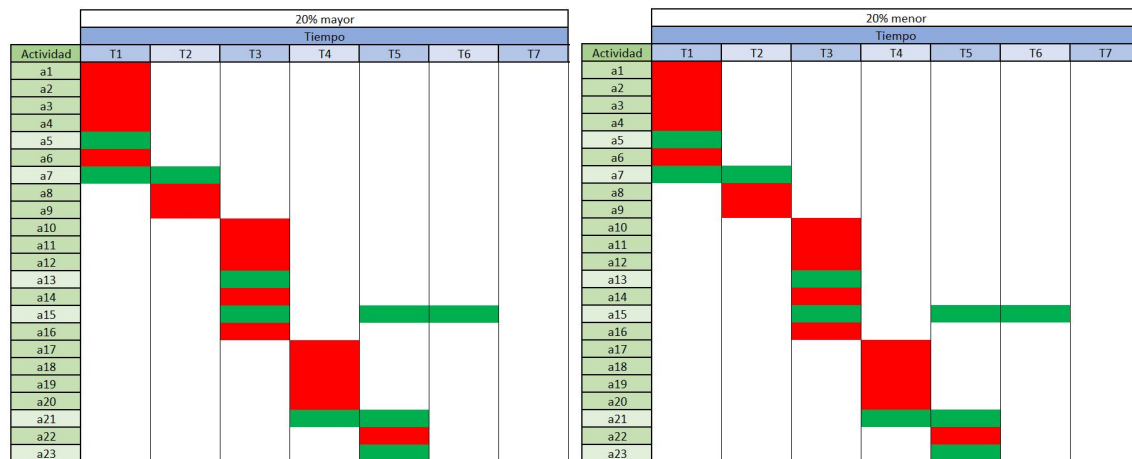 20% mayor
Tiempo
Actividad T1 T2 T3 T4 T5 T6 T7
a1
a2
a3
a4
a5
a6
a7
a8
a9
a10
a11
a12
a13
a14
a15
a16
a17
a18
a19
a20
a21
a22
a23
20% menor
Tiempo
Actividad T1 T2 T3 T4 T5 T6 T7
a1
a2
a3
a4
a5
a6
a7
a8
a9
a10
a11
a12
a13
a14
a15
a16
a17
a18
a19
a20
a21
a22
a23